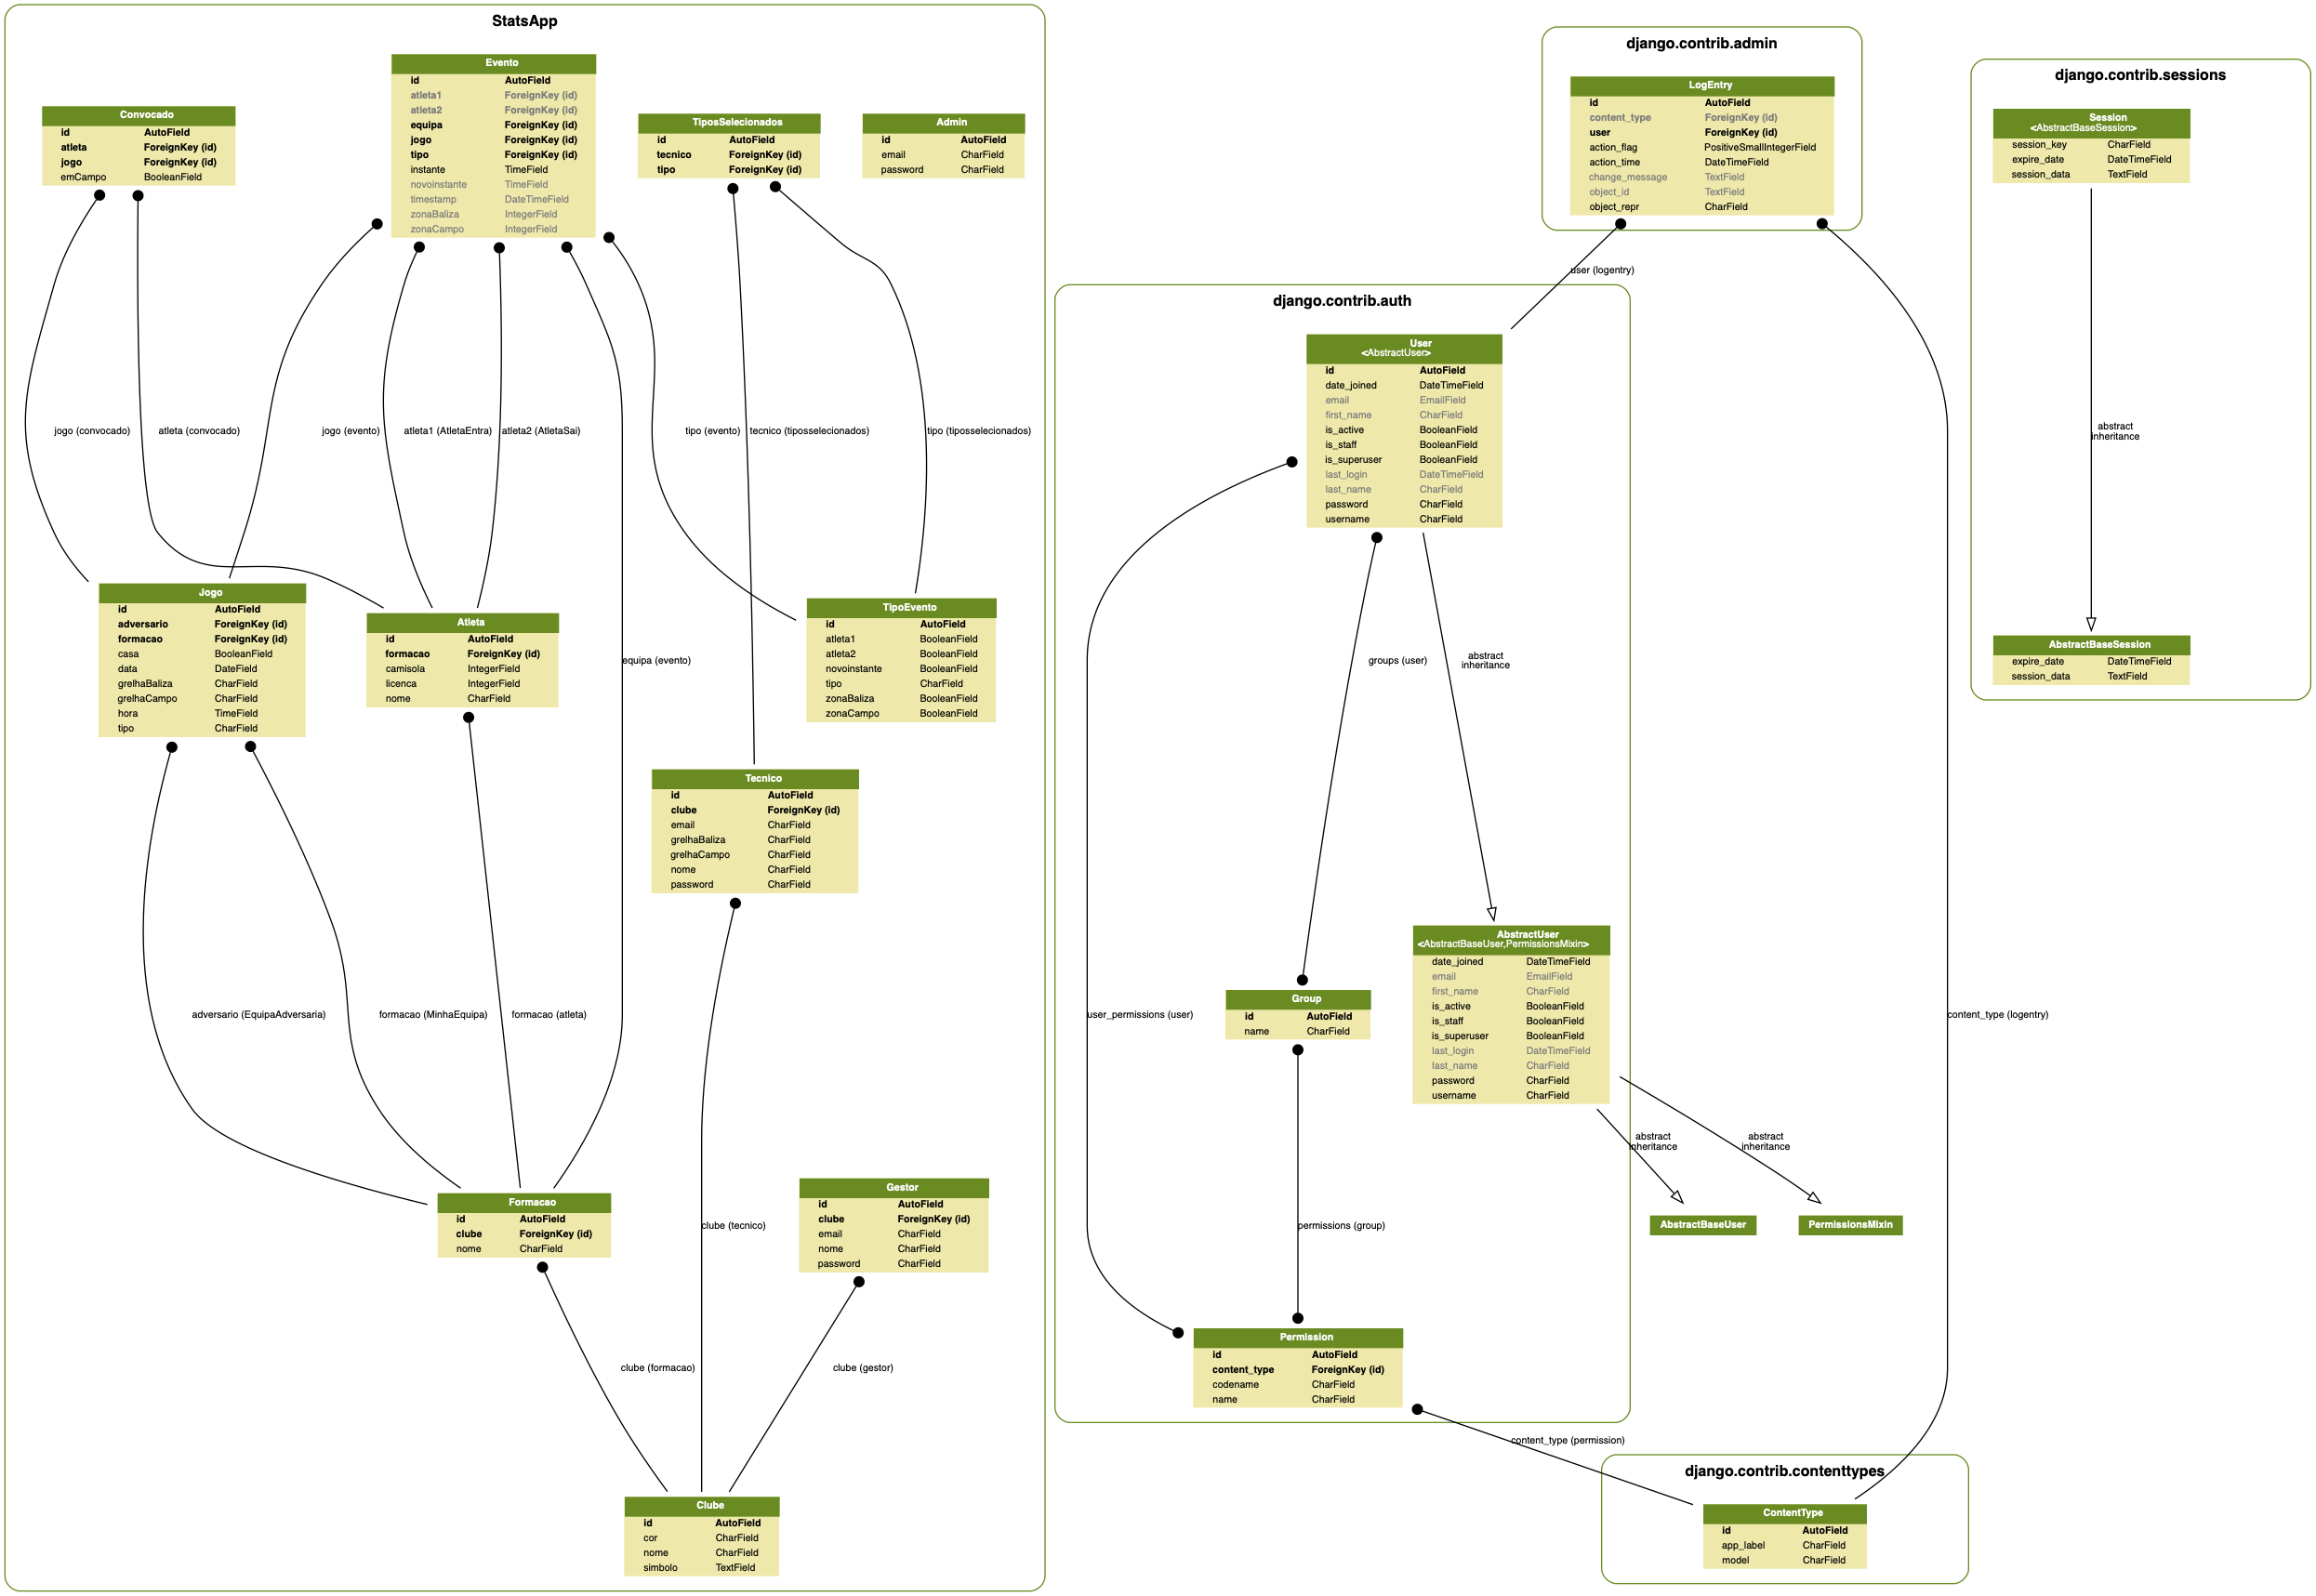 StatsApp
Evento
id AutoField
atleta1 ForeignKey (id)
atleta2 ForeignKey (id)
equipa ForeignKey (id)
jogo ForeignKey (id)
tipo ForeignKey (id)
instante TimeField
novoinstante TimeField
timestamp DateTimeField
zonaBaliza IntegerField
zonaCampo IntegerField
Convocado
id AutoField
atleta ForeignKey (id)
jogo ForeignKey (id)
emCampo BooleanField
TiposSelecionados
id AutoField
tecnico ForeignKey (id)
tipo ForeignKey (id)
Admin
id AutoField
email CharField
password CharField
jogo (convocado)
atleta (convocado)
jogo (evento)
atleta1 (AtletaEntra)
atleta2 (AtletaSai)
tipo (evento)
tecnico (tiposselecionados)
tipo (tiposselecionados)
Jogo
id AutoField
adversario ForeignKey (id)
formacao ForeignKey (id)
casa BooleanField
data DateField
grelhaBaliza CharField
grelhaCampo CharField
hora TimeField
tipo CharField
Atleta
id AutoField
formacao ForeignKey (id)
camisola IntegerField
licenca IntegerField
nome CharField
equipa (evento)
TipoEvento
id AutoField
atleta1 BooleanField
atleta2 BooleanField
novoinstante BooleanField
tipo CharField
zonaBaliza BooleanField
zonaCampo BooleanField
Tecnico
id AutoField
clube ForeignKey (id)
email CharField
grelhaBaliza CharField
grelhaCampo CharField
nome CharField
password CharField
adversario (EquipaAdversaria)
formacao (MinhaEquipa)
formacao (atleta)
Formacao
id AutoField
clube ForeignKey (id)
nome CharField
clube (tecnico)
Gestor
id AutoField
clube ForeignKey (id)
email CharField
nome CharField
password CharField
clube (formacao)
clube (gestor)
Clube
id AutoField
cor CharField
nome CharField
simbolo TextField
django.contrib.admin
LogEntry
id AutoField
content_type ForeignKey (id)
user ForeignKey (id)
action_flag PositiveSmallIntegerField
action_time DateTimeField
change_message TextField
object_id TextField
object_repr CharField
user (logentry)
django.contrib.auth
User
<AbstractUser>
id AutoField
date_joined DateTimeField
email EmailField
first_name CharField
is_active BooleanField
is_staff BooleanField
is_superuser BooleanField
last_login DateTimeField
last_name CharField
password CharField
username CharField
groups (user)
abstract
inheritance
AbstractUser
<AbstractBaseUser,PermissionsMixin>
date_joined DateTimeField
email EmailField
first_name CharField
is_active BooleanField
is_staff BooleanField
is_superuser BooleanField
last_login DateTimeField
last_name CharField
password CharField
username CharField
Group
id AutoField
name CharField
user_permissions (user)
content_type (logentry)
abstract
inheritance
abstract
inheritance
AbstractBaseUser
PermissionsMixin
permissions (group)
Permission
id AutoField
content_type ForeignKey (id)
codename CharField
name CharField
content_type (permission)
django.contrib.contenttypes
ContentType
id AutoField
app_label CharField
model CharField
django.contrib.sessions
Session
<AbstractBaseSession>
session_key CharField
expire_date DateTimeField
session_data TextField
abstract
inheritance
AbstractBaseSession
expire_date DateTimeField
session_data TextField